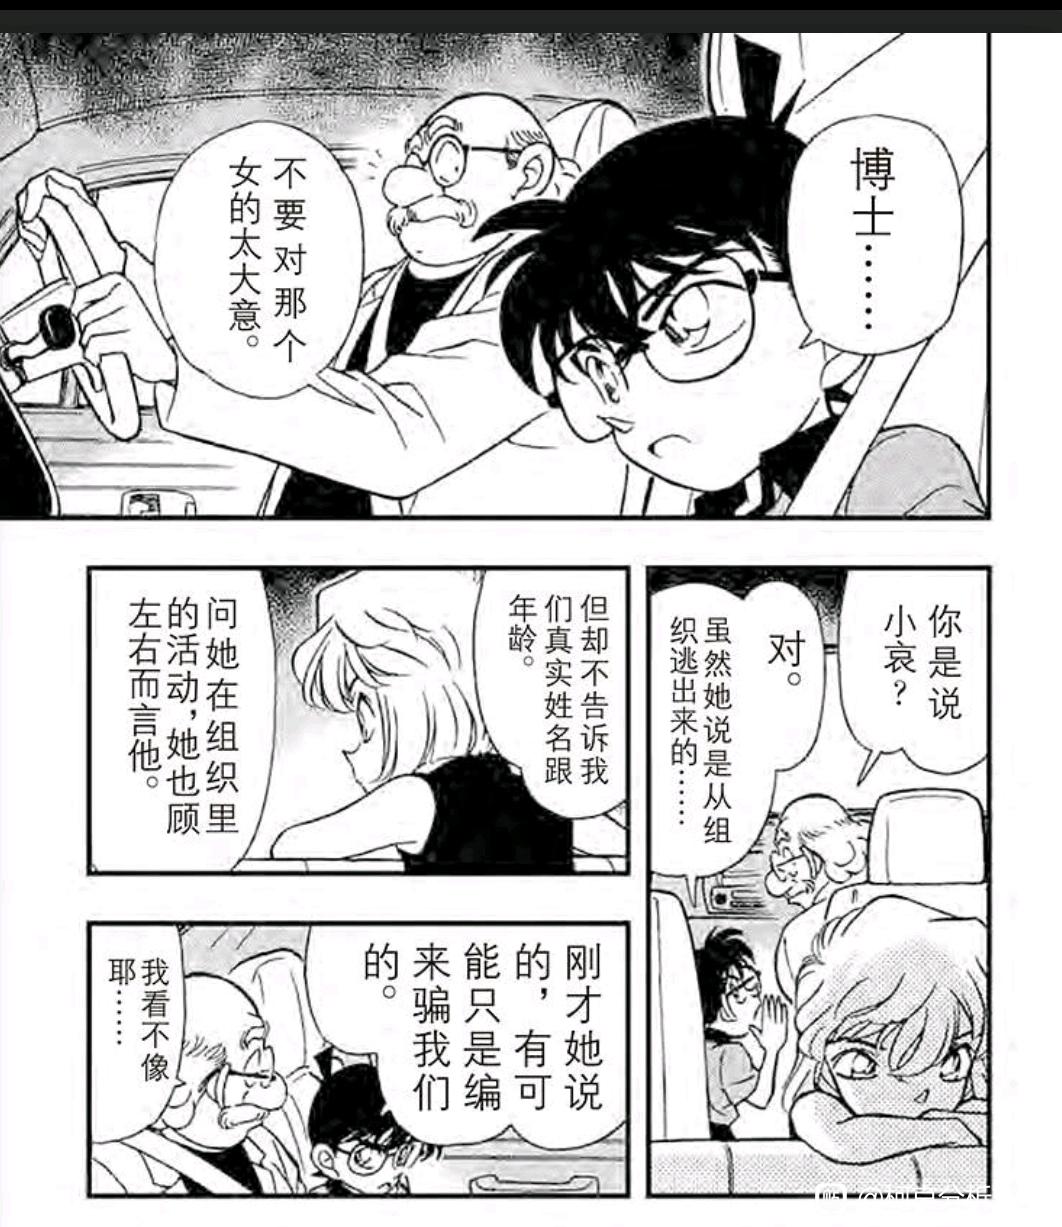 博士……
不要对那个
女的太大意。
你是说
小哀？
对。
虽然她说是从组
织逃出来的……
但却不告诉我
们真实姓名跟
年龄。
问她在组织里
的活动，她也顾
左右而言他。
刚才她说
的，有可
能只是编
来骗我们
的。
我看不像
耶……